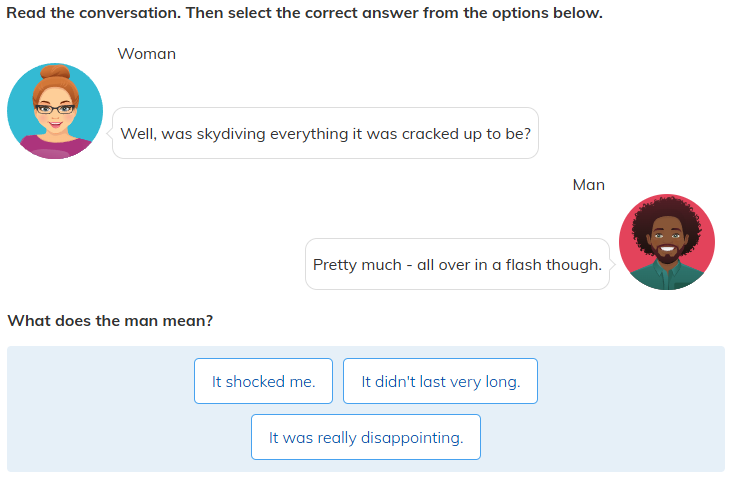 Read the conversation. Then select the correct answer from the options below.
Woman
Well, was skydiving everything it was cracked up to be?
Man
Pretty much - all over in a flash though.
What does the man mean?
It shocked me.
It didn't last very long.
It was really disappointing.